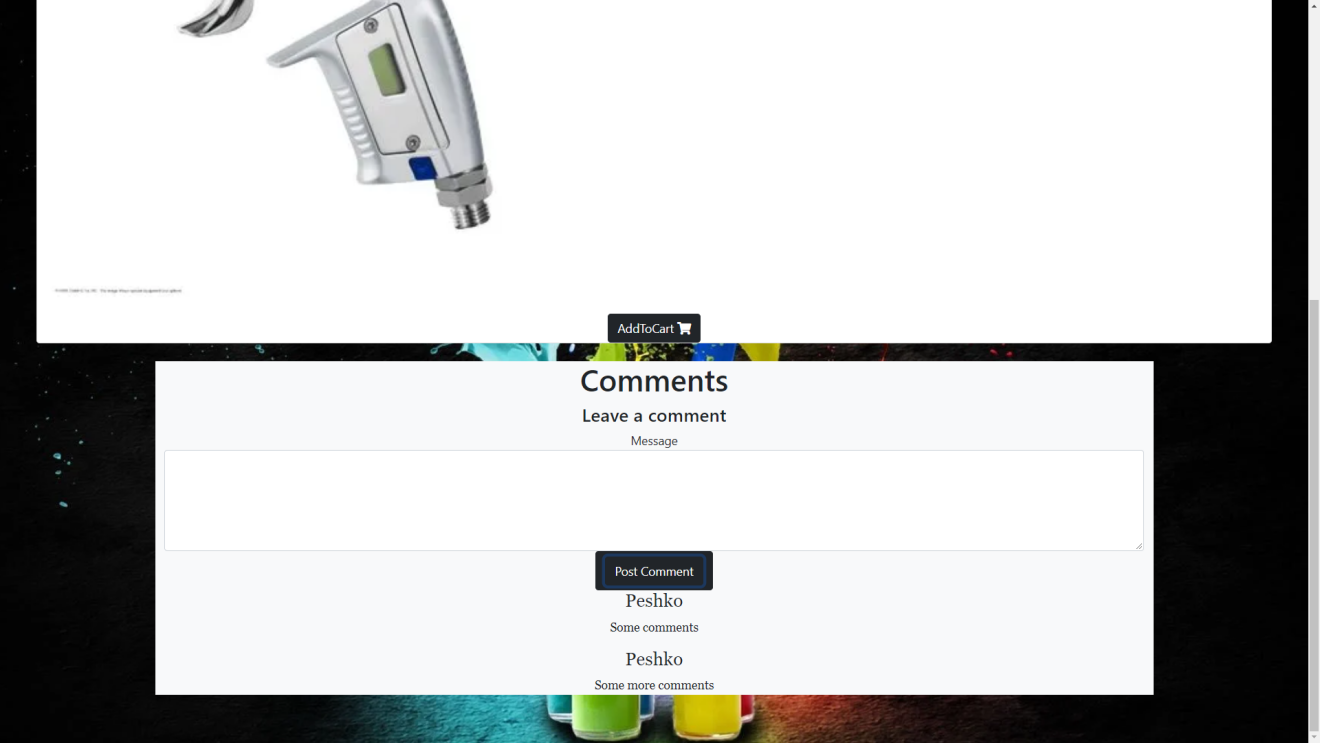 AddToCart
Comments
Leave a comment
Message
Post Comment
Peshko
Some comments
Peshko
Some more comments